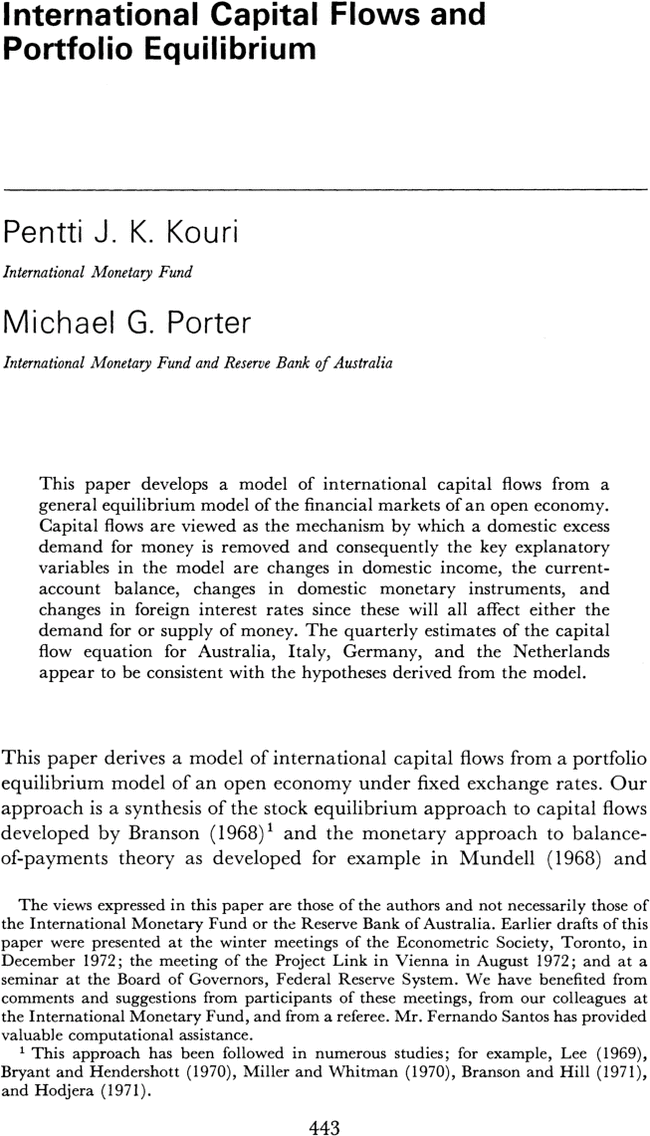 International Capital Flows and
Portfolio Equilibrium
Pentti J. K. Kouri
International Monetary Fund
Michael G. Porter
International Monetary Fund and Reserve Bank of Australia
This paper develops a model of international capital flows from a
general equilibrium model of the financial markets of an open economy.
Capital flows are viewed as the mechanism by which a domestic excess
demand for money is removed and consequently the key explanatory
variables in the model are changes in domestic income, the current-
account balance, changes in domestic monetary instruments, and
changes in foreign interest rates since these will all affect either the
demand for or supply of money. The quarterly estimates of the capital
flow equation for Australia, Italy, Germany, and the Netherlands
appear to be consistent with the hypotheses derived from the model.
This paper derives a model of international capital flows from a portfolio
equilibrium model of an open economy under fixed exchange rates. Our
approach is a synthesis of the stock equilibrium approach to capital flows
developed by Branson (1968)¹ and the monetary approach to balance-
of-payments theory as developed for example in Mundell (1968) and
The views expressed in this paper are those of the authors and not necessarily those of
the International Monetary Fund or the Reserve Bank of Australia. Earlier drafts of this
paper were presented at the winter meetings of the Econometric Society, Toronto, in
December 1972; the meeting of the Project Link in Vienna in August 1972; and at a
seminar at the Board of Governors, Federal Reserve System. We have benefited from
comments and suggestions from participants of these meetings, from our colleagues at
the International Monetary Fund, and from a referee. Mr. Fernando Santos has provided
valuable computational assistance.
¹ This approach has been followed in numerous studies; for example, Lee (1969),
Bryant and Hendershott (1970), Miller and Whitman (1970), Branson and Hill (1971),
and Hodjera (1971).
443